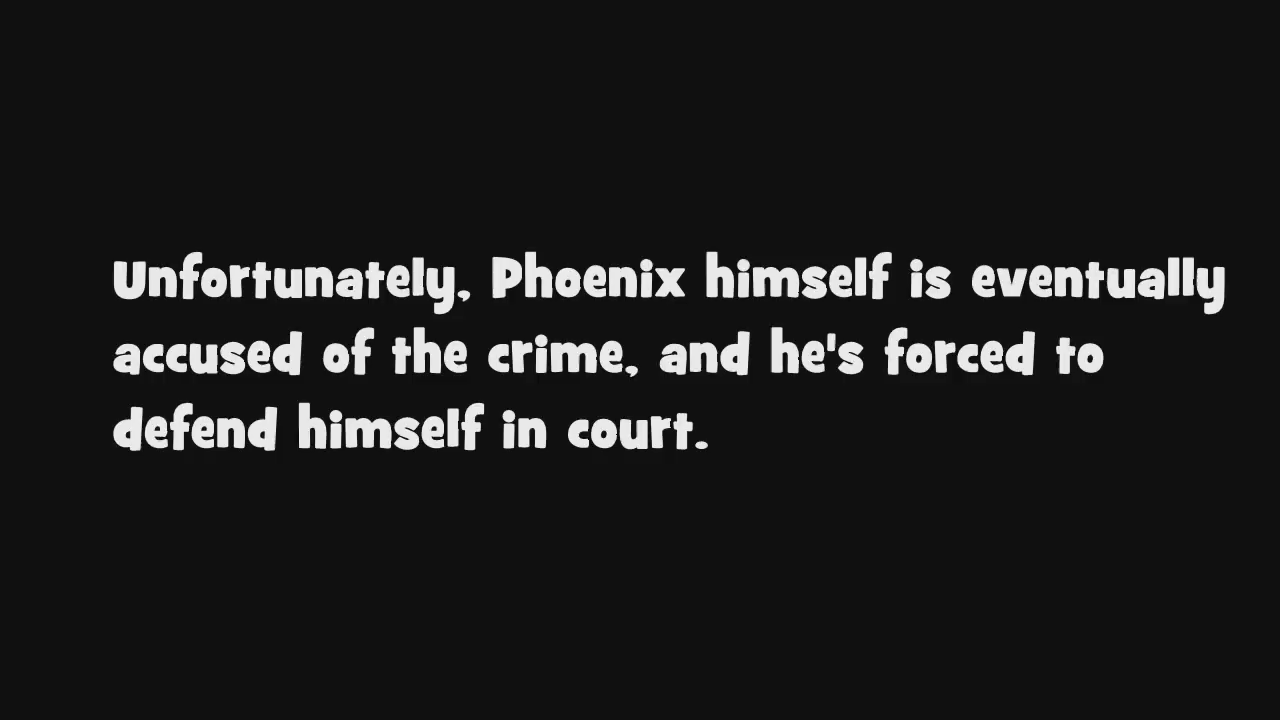 Unfortunately, Phoenix himself is eventually
accused of the crime, and he's forced to
defend himself in court.